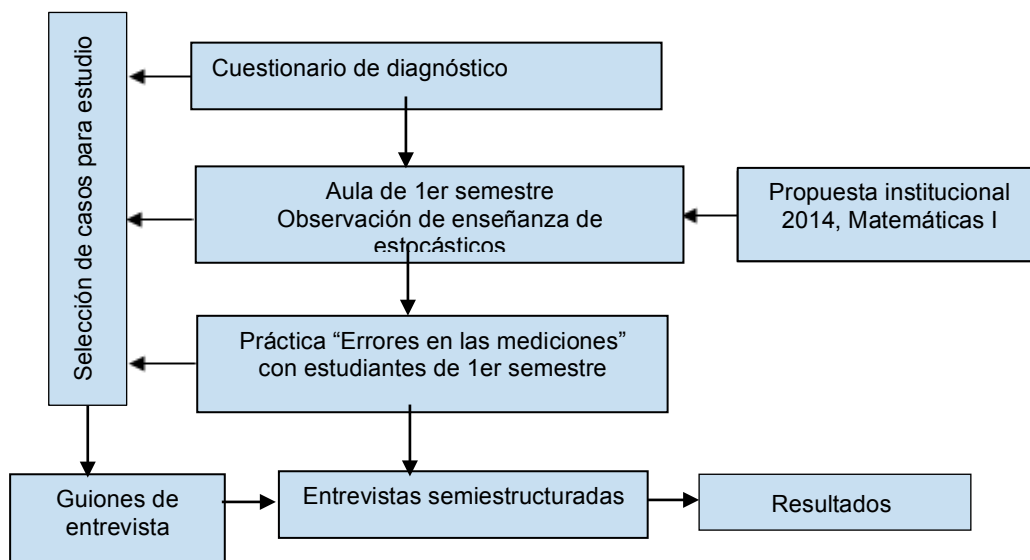 Selección de casos para estudio
Cuestionario de diagnóstico
Aula de 1er semestre
Observación de enseñanza de
estocásticos
Propuesta institucional
2014, Matemáticas I
Práctica “Errores en las mediciones”
con estudiantes de 1er semestre
Guiones de
entrevista
Entrevistas semiestructuradas
Resultados